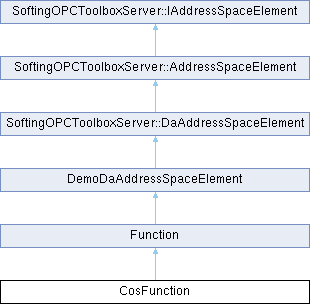 SoftingOPCToolboxServer::IAddressSpaceElement
SoftingOPCToolboxServer::AddressSpaceElement
SoftingOPCToolboxServer::DaAddressSpaceElement
DemoDaAddressSpaceElement
Function
CosFunction